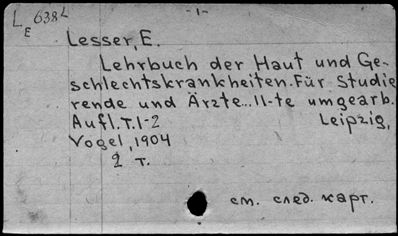 L E 638 L
-1-
Lesser, E.
Lehrbuch der Haut und Ge-
schlechtskrankheiten. Für Studie
rende und Ärzte... 11-te umgearb.
Aufl. T. 1-2 Leipzig,
Vogel, 1904
2 т.
см. след. карт.